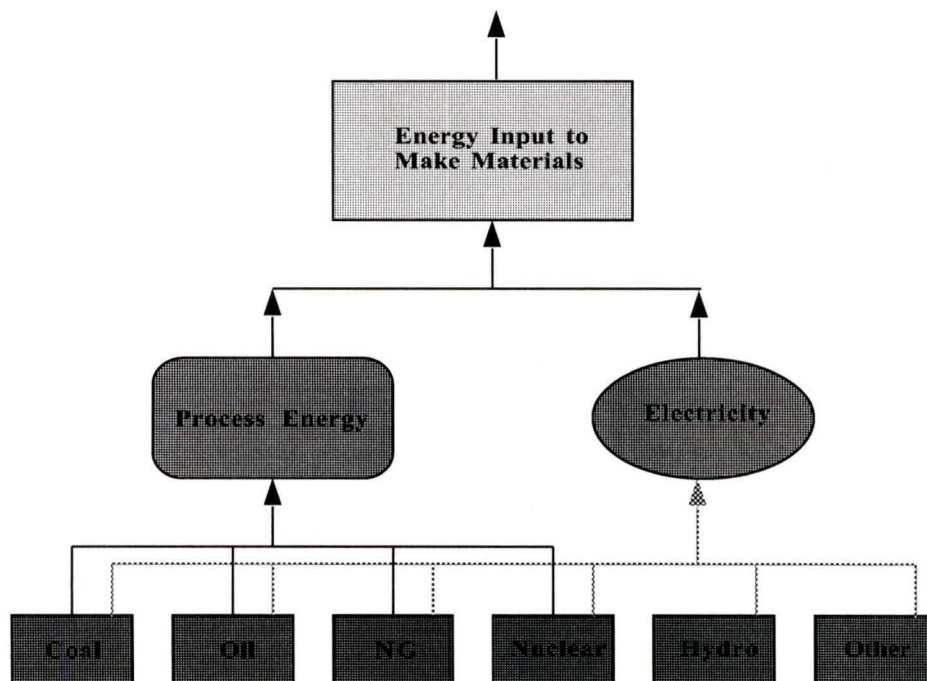 Energy Input to
Make Materials
Process Energy
Electricity
Coal
Oil
NG
Nuclear
Hydro
Other